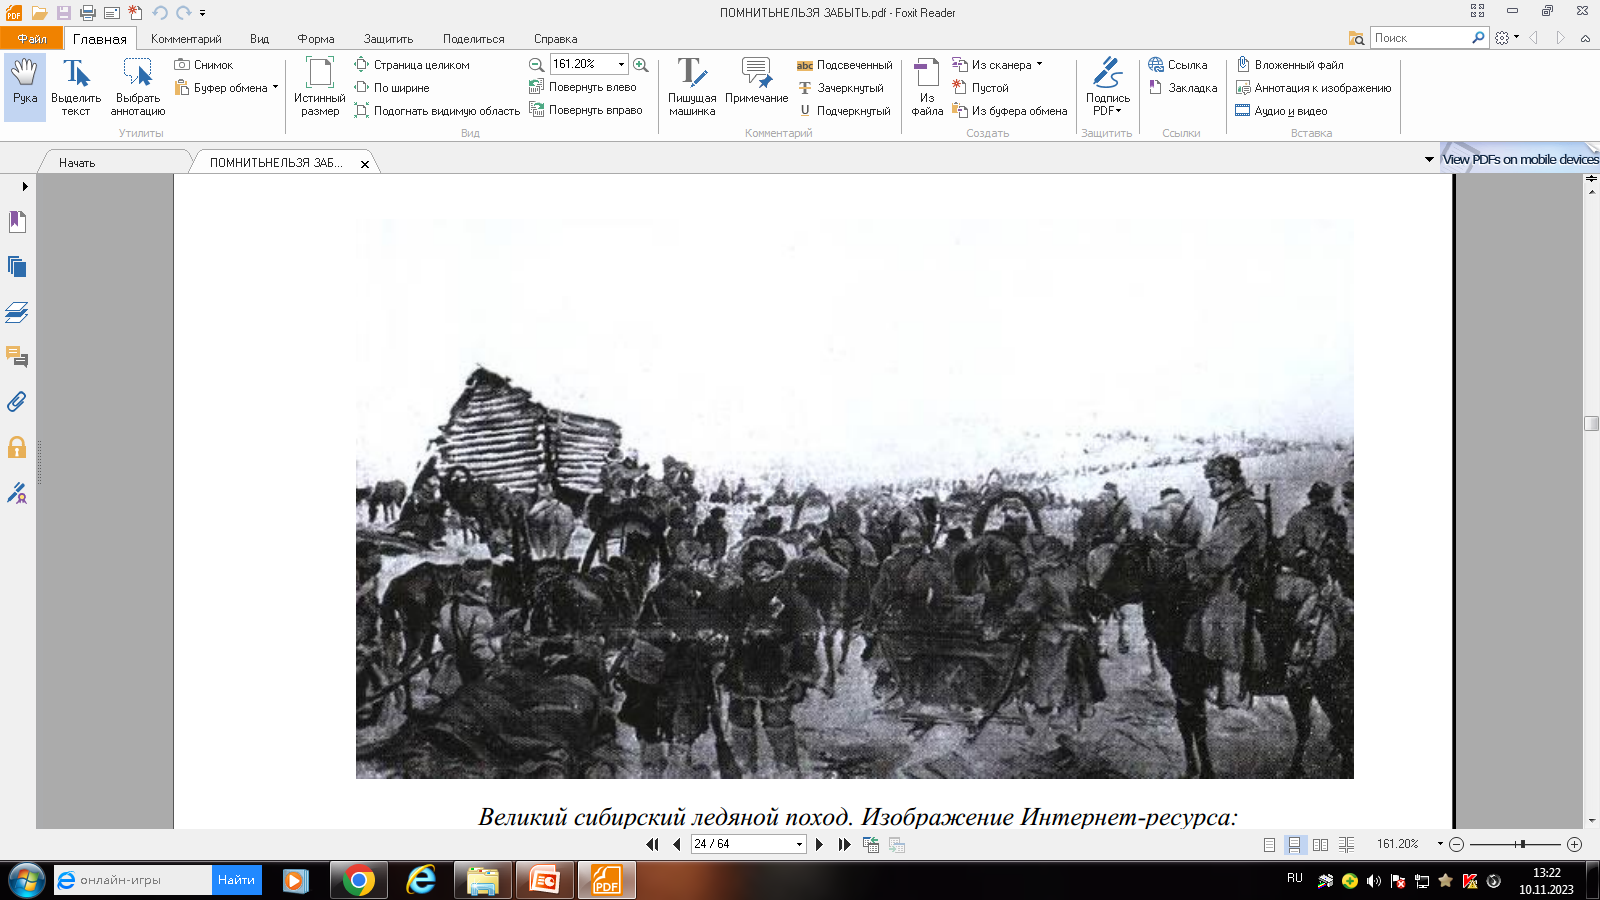 ПОМНИТЬНЕЛЬЗЯ ЗАБЫТЬ.pdf - Foxit Reader
Файл Главная Комментарий Вид Форма Защитить Поделиться Справка Поиск
Рука
Выделить текст
Выбрать аннотацию
Снимок
Буфер обмена
Утилиты
Истинный размер
Страница целиком
По ширине
Подогнать видимую область
161.20%
Повернуть влево
Повернуть вправо
Вид
Пишущая машинка
Примечание
abc Подсвеченный
T Зачеркнутый
U Подчеркнутый
Комментарий
Из файла
Из сканера
Пустой
Из буфера обмена
Создать
Подпись PDF
Защитить
Ссылка
Закладка
Ссылки
Вложенный файл
Аннотация к изображению
Аудио и видео
Вставка
Начать
ПОМНИТЬНЕЛЬЗЯ ЗАБ...
View PDFs on mobile devices
Великий сибирский ледяной поход. Изображение Интернет-ресурса:
24 / 64
161.20%
онлайн-игры
Найти
PDF
RU
13:22
10.11.2023